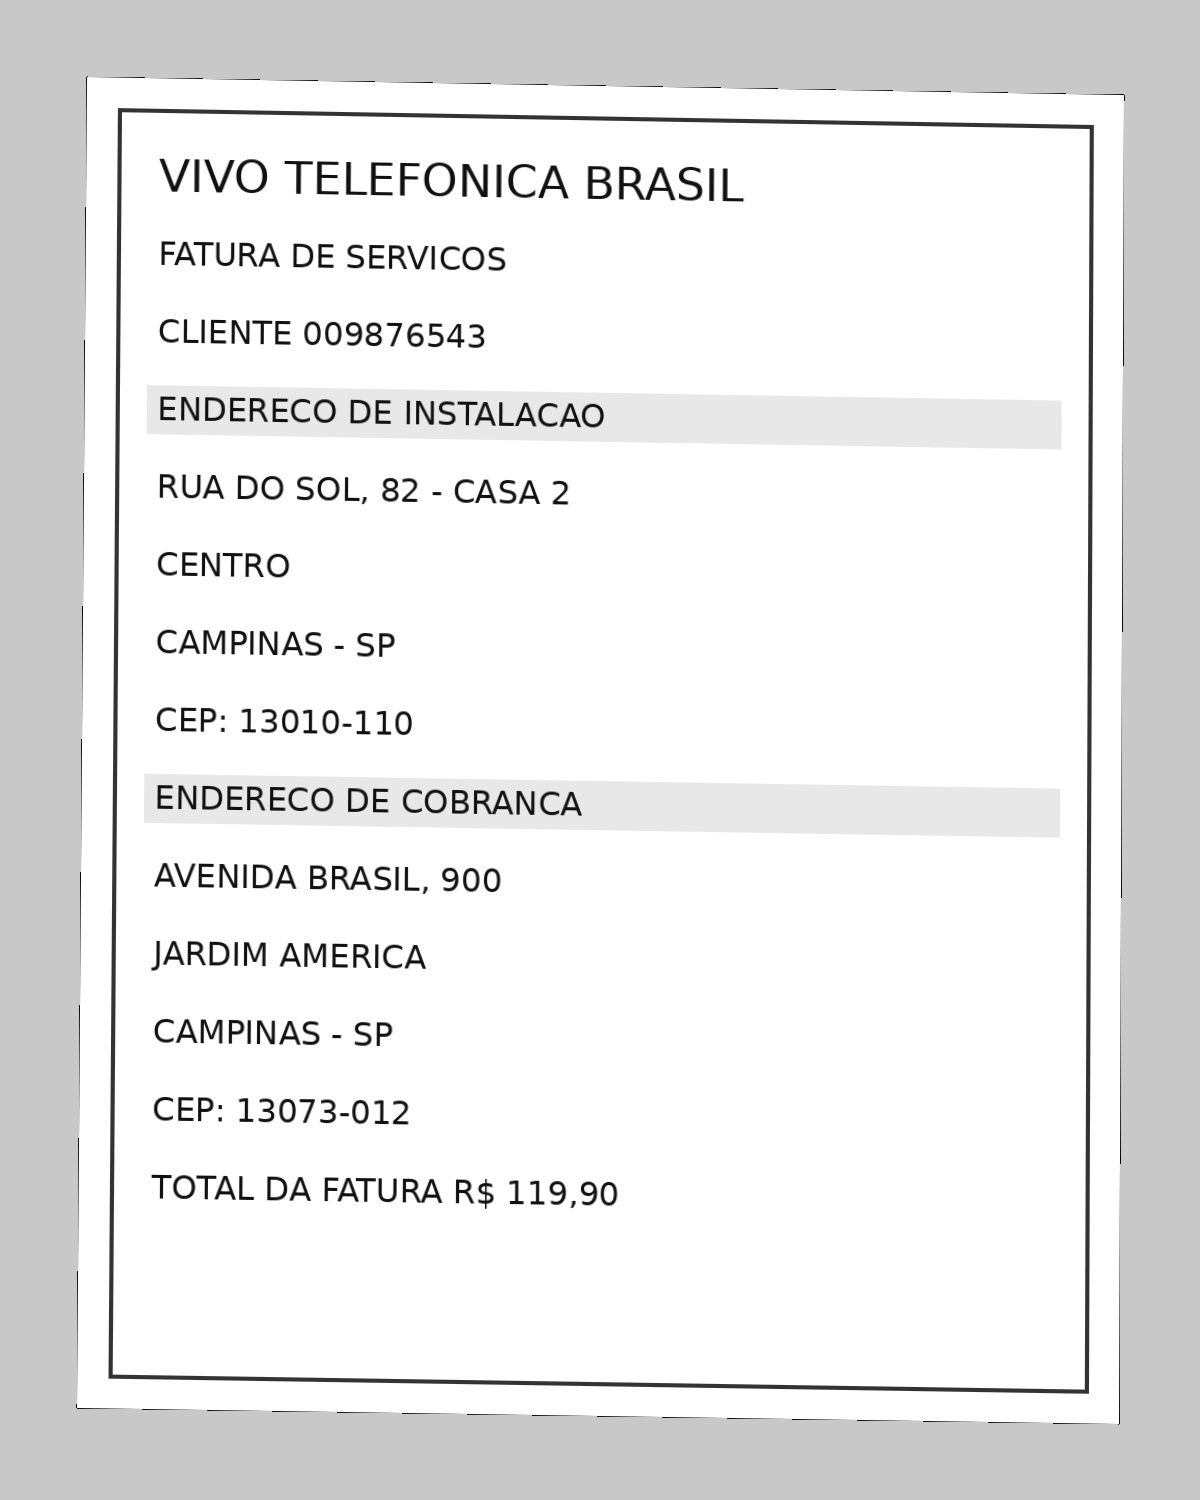 VIVO TELEFONICA BRASIL
FATURA DE SERVICOS
CLIENTE 009876543
ENDERECO DE INSTALACAO
RUA DO SOL, 82 - CASA 2
CENTRO
CAMPINAS - SP
CEP: 13010-110
ENDERECO DE COBRANCA
AVENIDA BRASIL, 900
JARDIM AMERICA
CAMPINAS - SP
CEP: 13073-012
TOTAL DA FATURA R$ 119,90